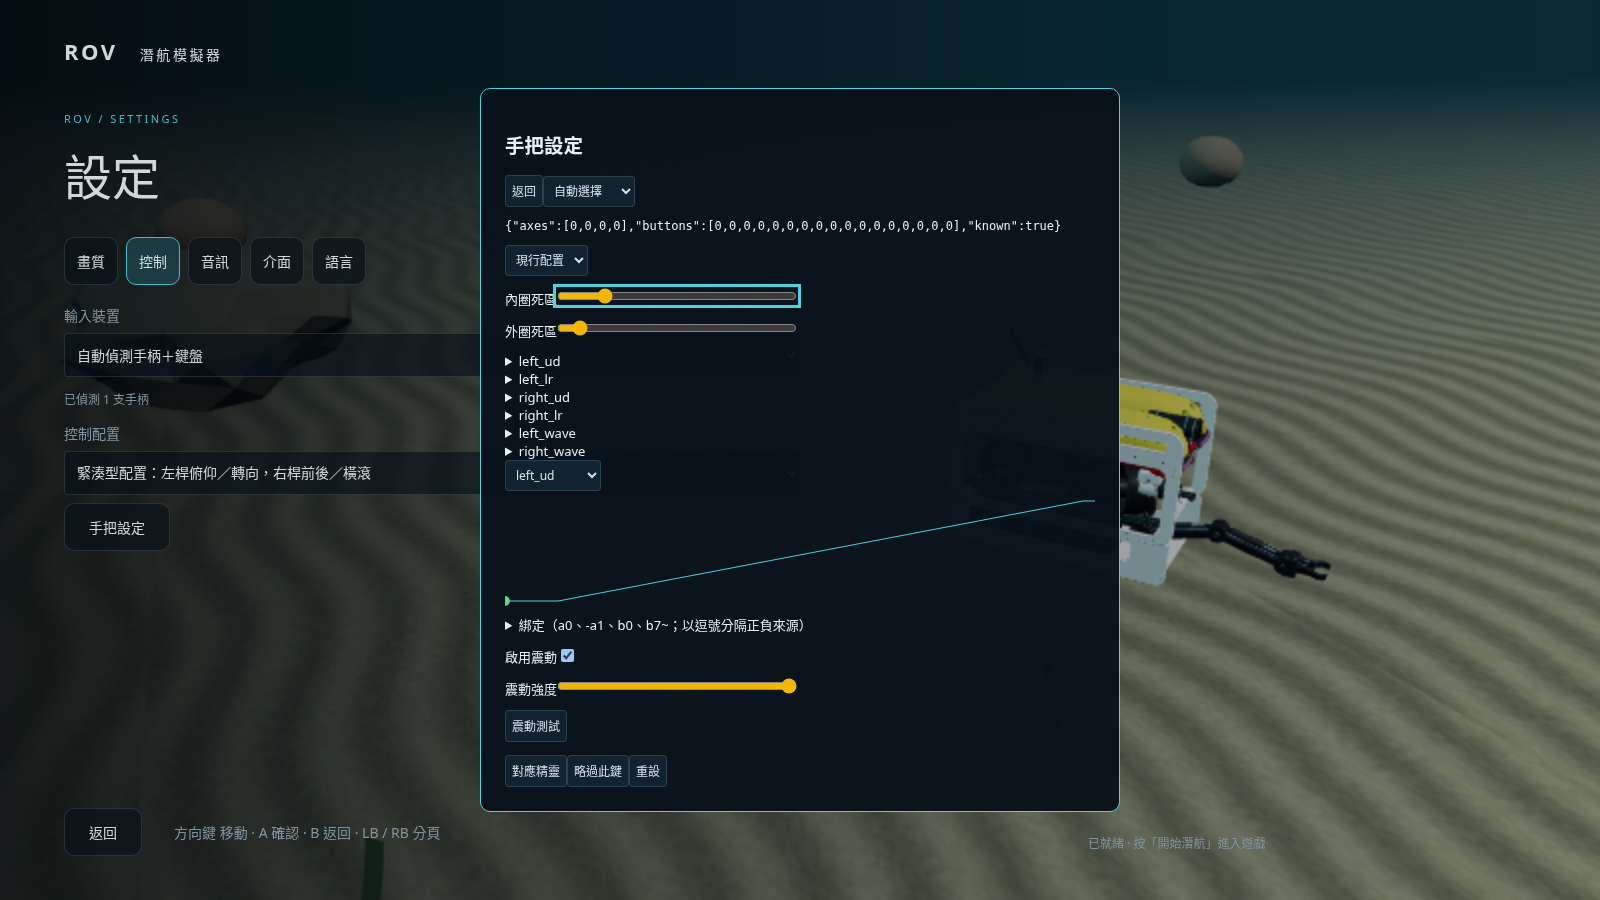 ROV 潛航模擬器
ROV / SETTINGS
設定
畫質 控制 音訊 介面 語言
輸入裝置
自動偵測手柄＋鍵盤
已偵測 1 支手柄
控制配置
緊湊型配置：左桿俯仰／轉向，右桿前後／橫滾
手把設定
返回 方向鍵 移動 · A 確認 · B 返回 · LB / RB 分頁
手把設定
返回 自動選擇
{"axes":[0,0,0,0],"buttons":[0,0,0,0,0,0,0,0,0,0,0,0,0,0,0,0,0],"known":true}
現行配置
內圈死區
外圈死區
left_ud
left_lr
right_ud
right_lr
left_wave
right_wave
left_ud
綁定（a0、-a1、b0、b7~；以逗號分隔正負來源）
啟用震動
震動強度
震動測試
對應精靈 略過此鍵 重設
已就緒 · 按「開始潛航」進入遊戲